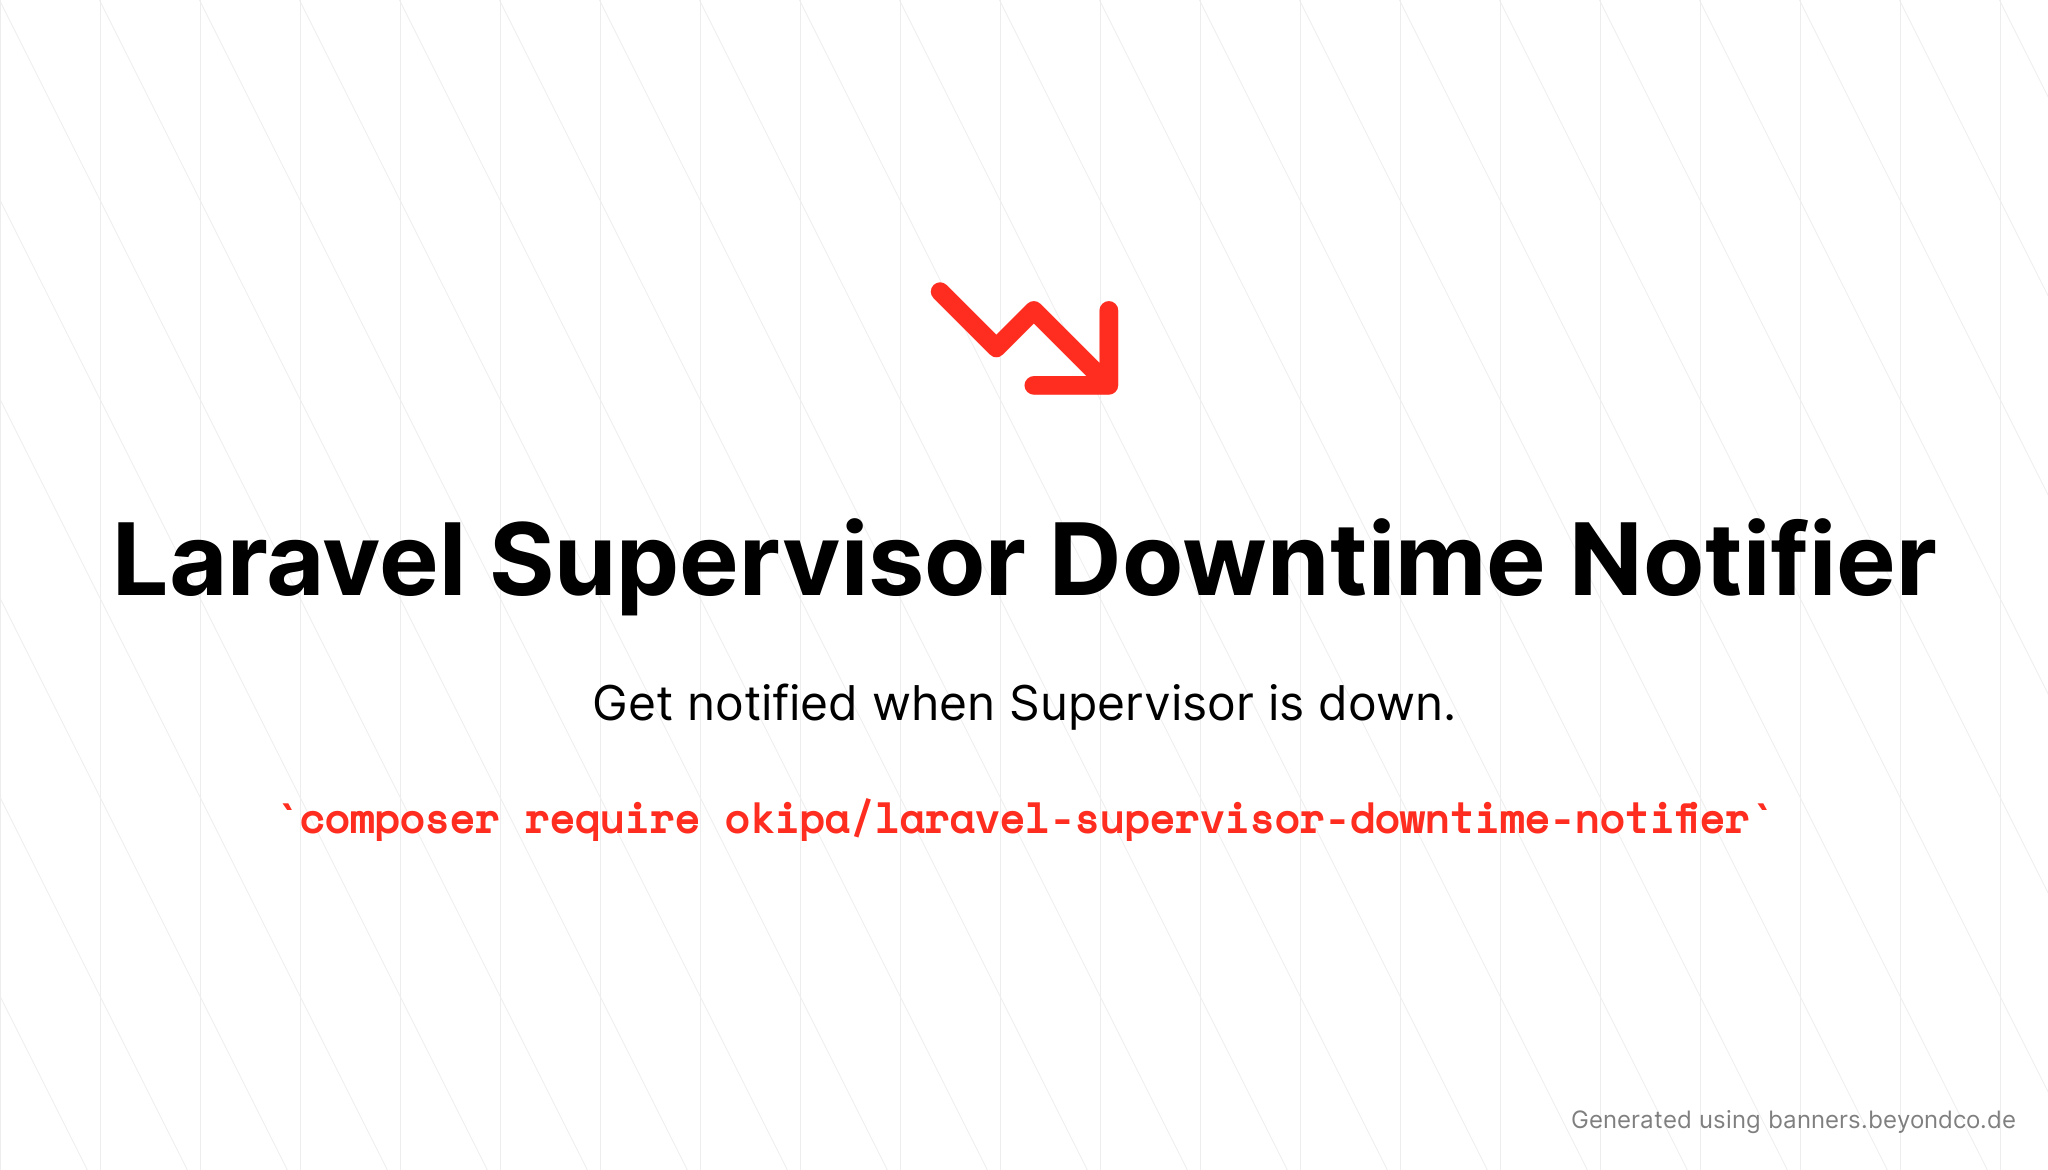 Laravel Supervisor Downtime Notifier
Get notified when Supervisor is down.
`composer require okipa/laravel-supervisor-downtime-notifier`
Generated using banners.beyondco.de